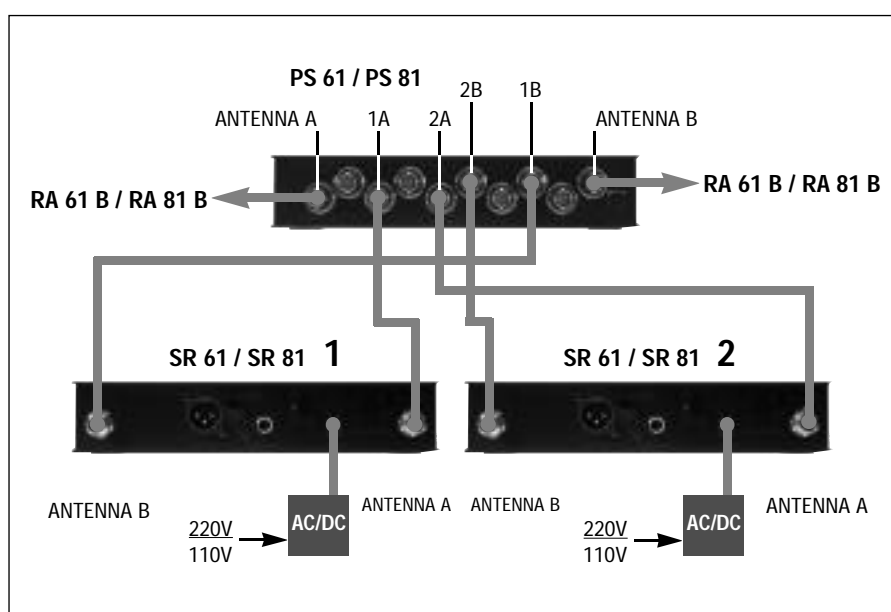 PS 61 / PS 81
2B
1B
ANTENNA A
1A
2A
ANTENNA B
RA 61 B / RA 81 B
RA 61 B / RA 81 B
SR 61 / SR 81 1
SR 61 / SR 81 2
ANTENNA B
ANTENNA A
ANTENNA B
ANTENNA A
220V
110V
AC/DC
220V
110V
AC/DC